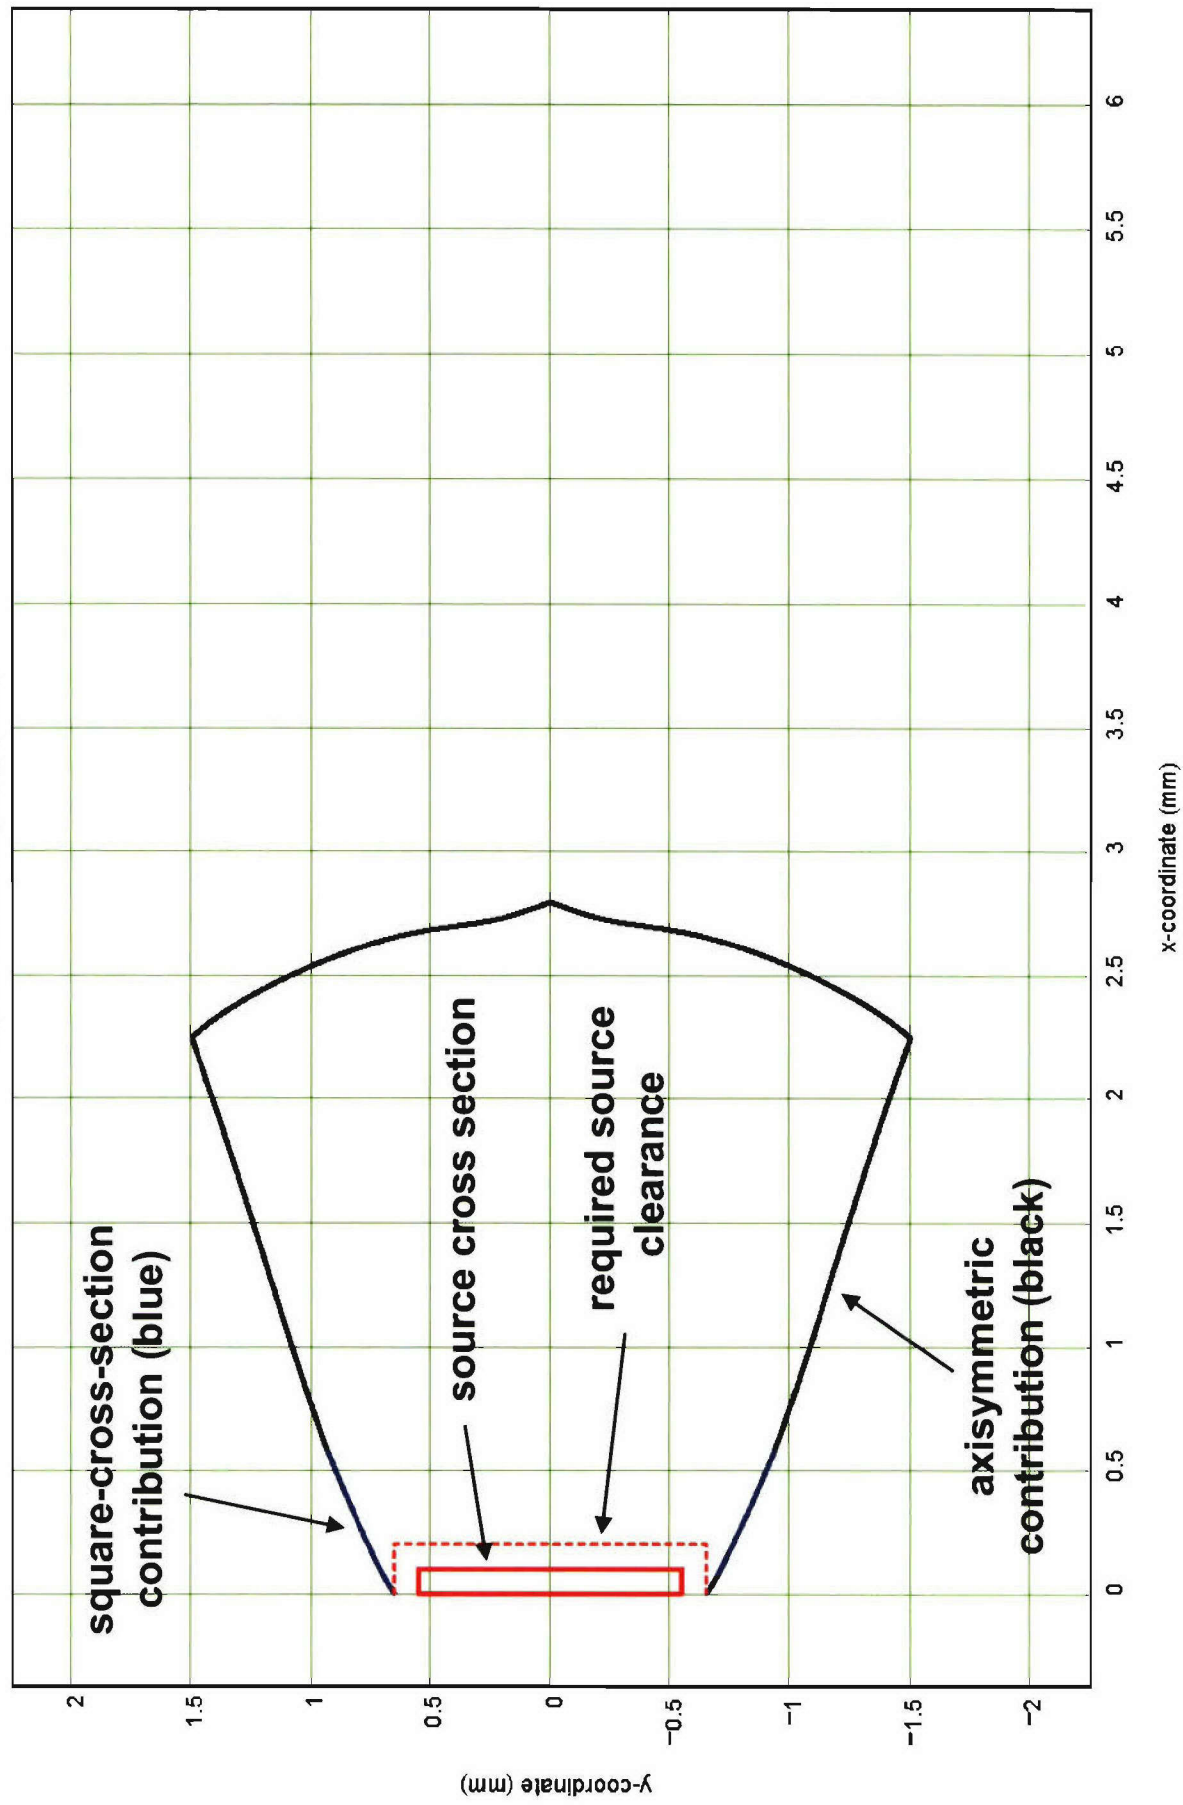 square-cross-section
contribution (blue)
source cross section
required source
clearance
axisymmetric
contribution (black)
y-coordinate (mm)
2
1.5
1
0.5
0
−0.5
−1
−1.5
−2
0
0.5
1
1.5
2
2.5
3
3.5
4
4.5
5
5.5
6
x-coordinate (mm)